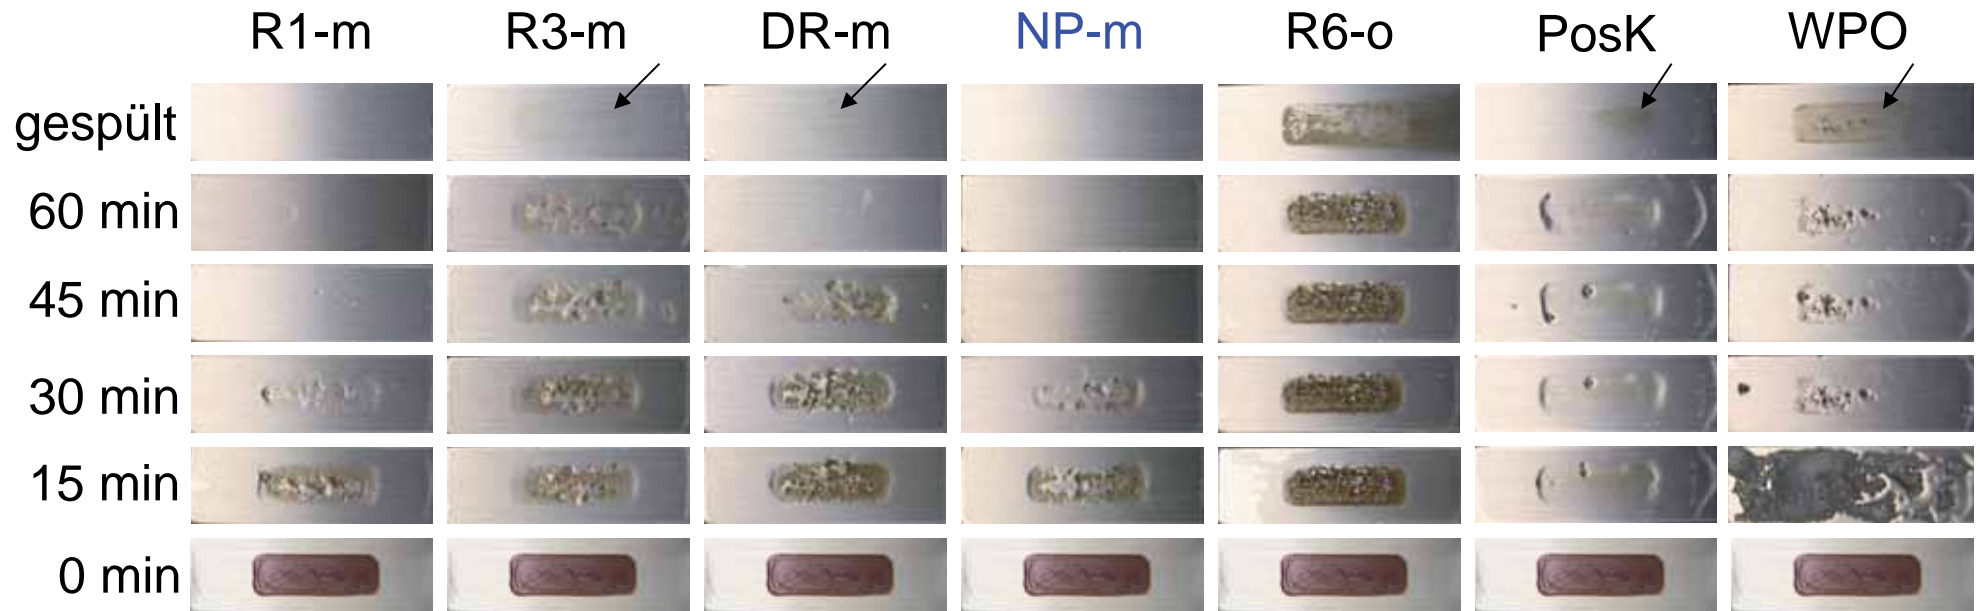 R1-m R3-m DR-m NP-m R6-o PosK WPO
gespült
60 min
45 min
30 min
15 min
0 min